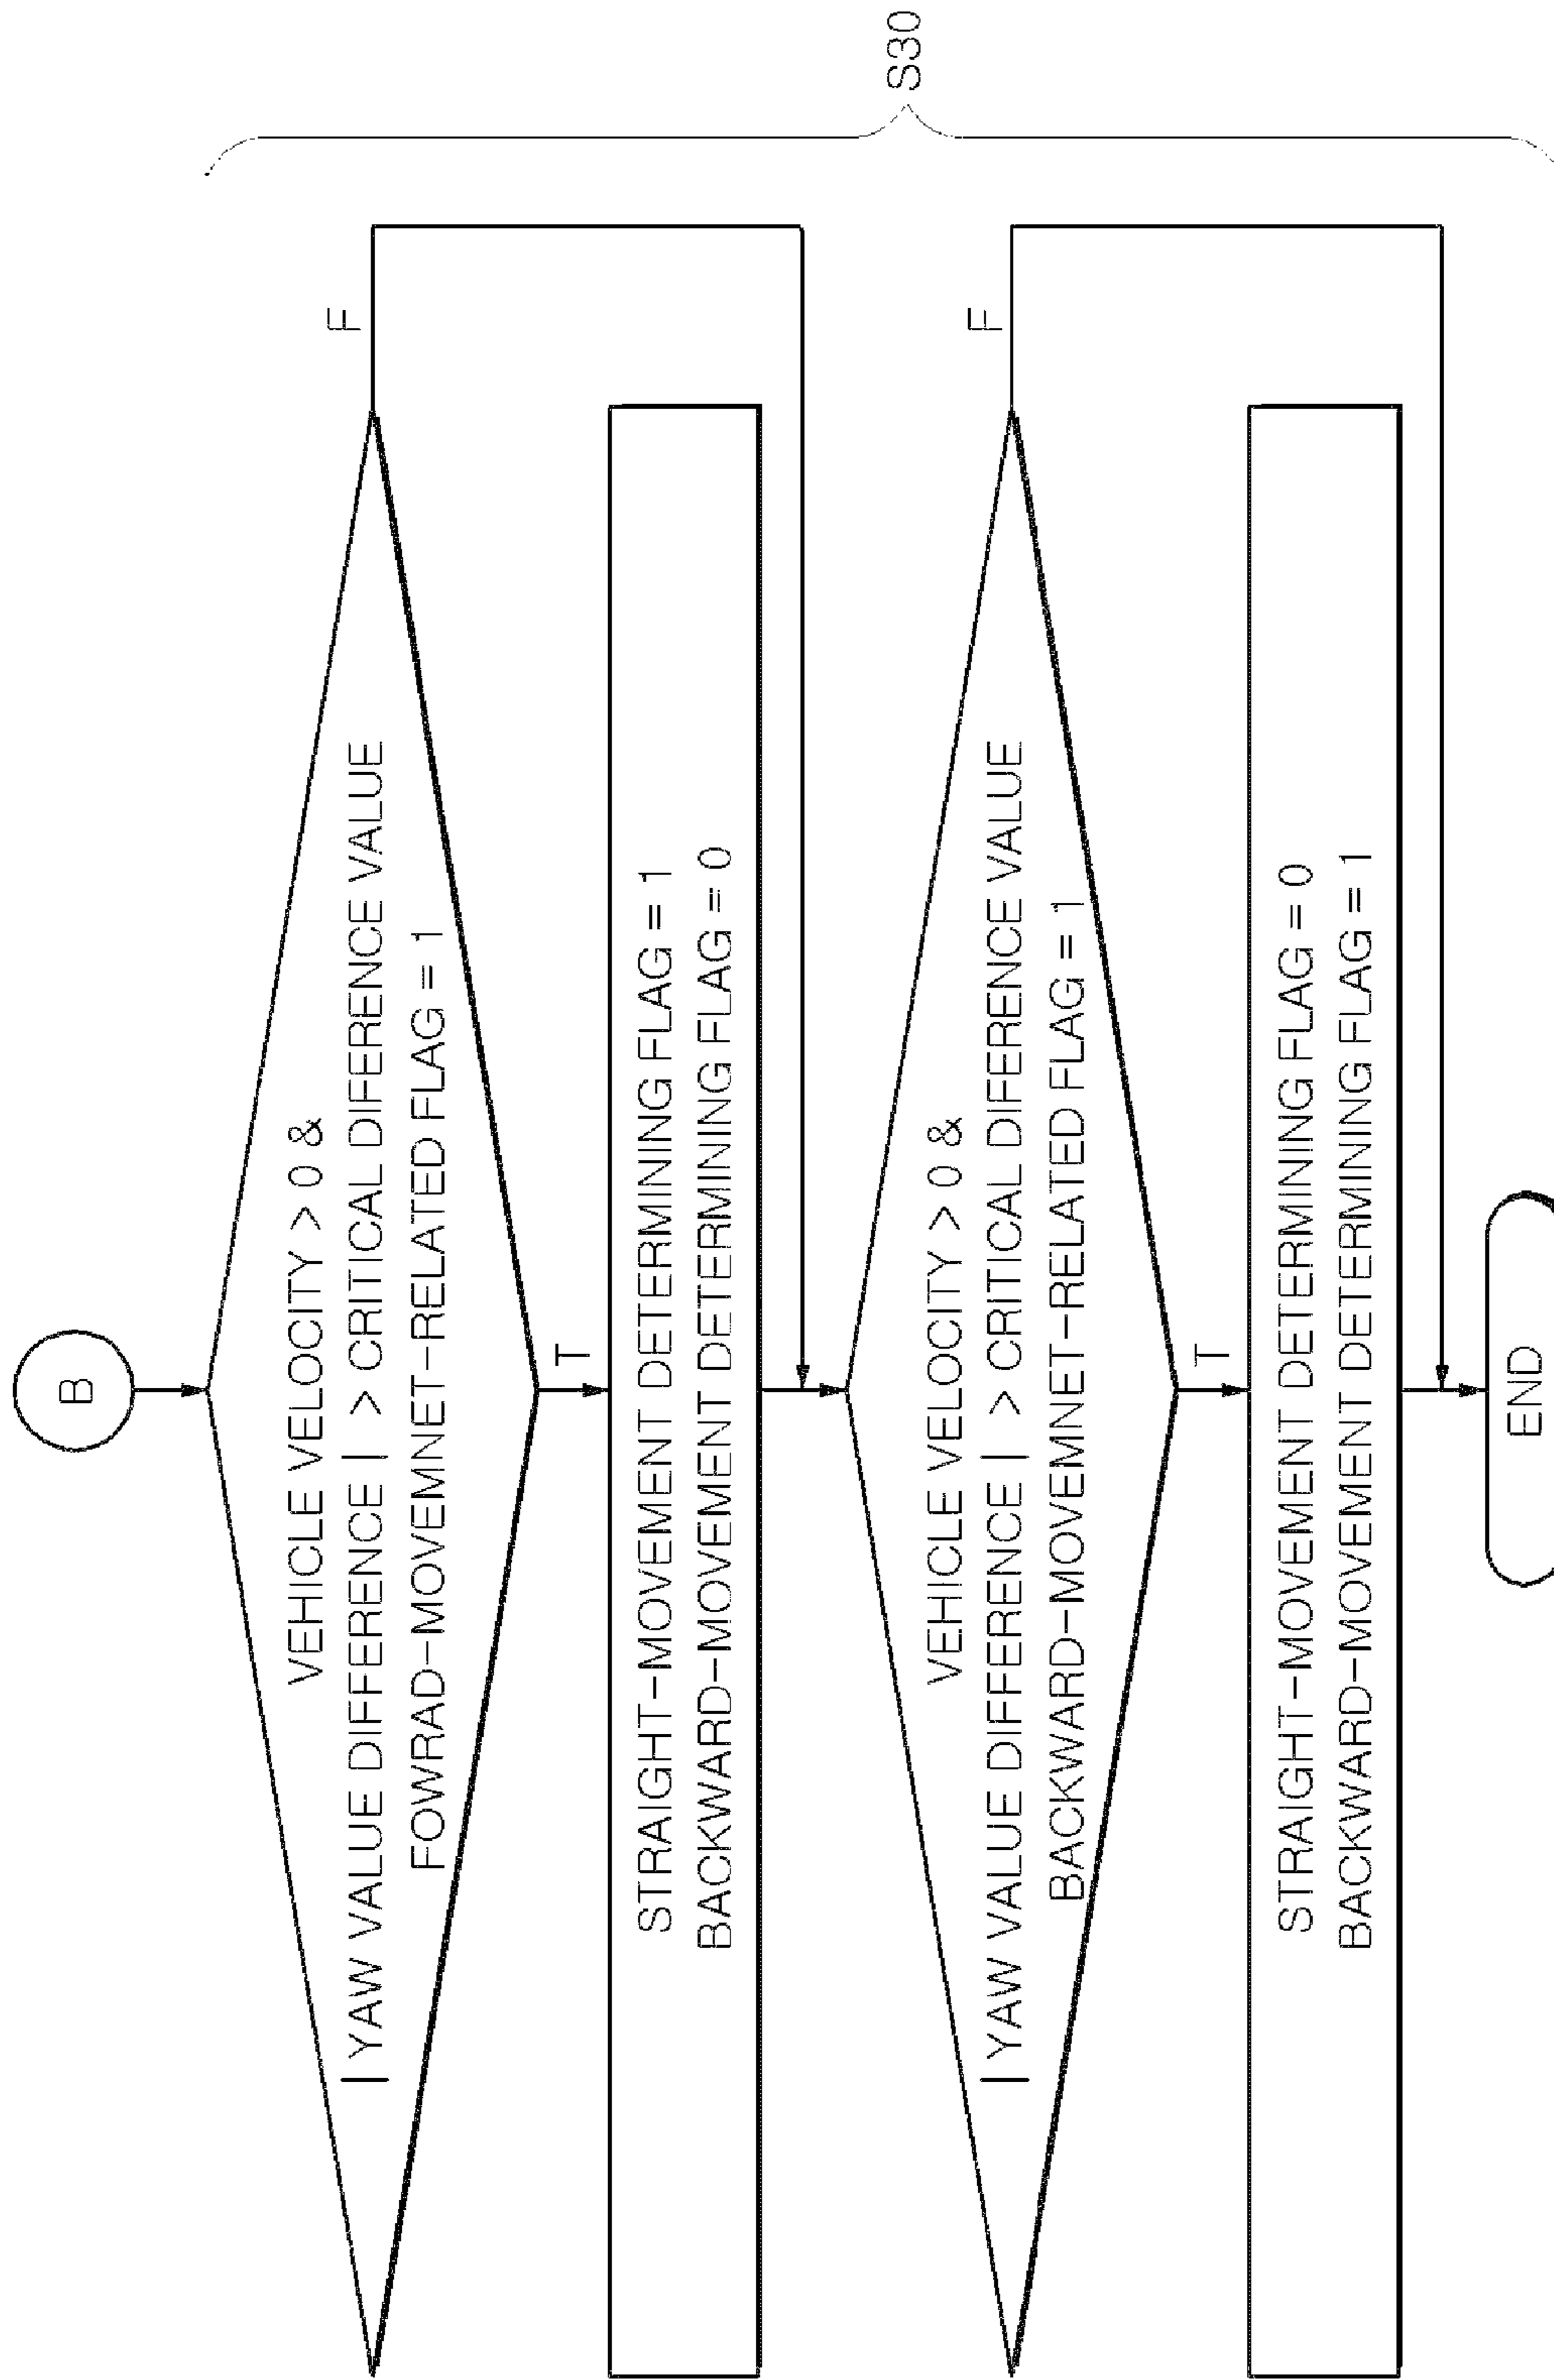 B
VEHICLE VELOCITY > 0 &
| YAW VALUE DIFFERENCE | > CRITICAL DIFFERENCE VALUE
FOWRAD-MOVEMNET-RELATED FLAG = 1
F
T
STRAIGHT-MOVEMENT DETERMINING FLAG = 1
BACKWARD-MOVEMENT DETERMINING FLAG = 0
VEHICLE VELOCITY > 0 &
| YAW VALUE DIFFERENCE | > CRITICAL DIFERENCE VALUE
BACKWARD-MOVEMNET-RELATED FLAG = 1
F
T
STRAIGHT-MOVEMENT DETERMINING FLAG = 0
BACKWARD-MOVEMENT DETERMINING FLAG = 1
END
S30